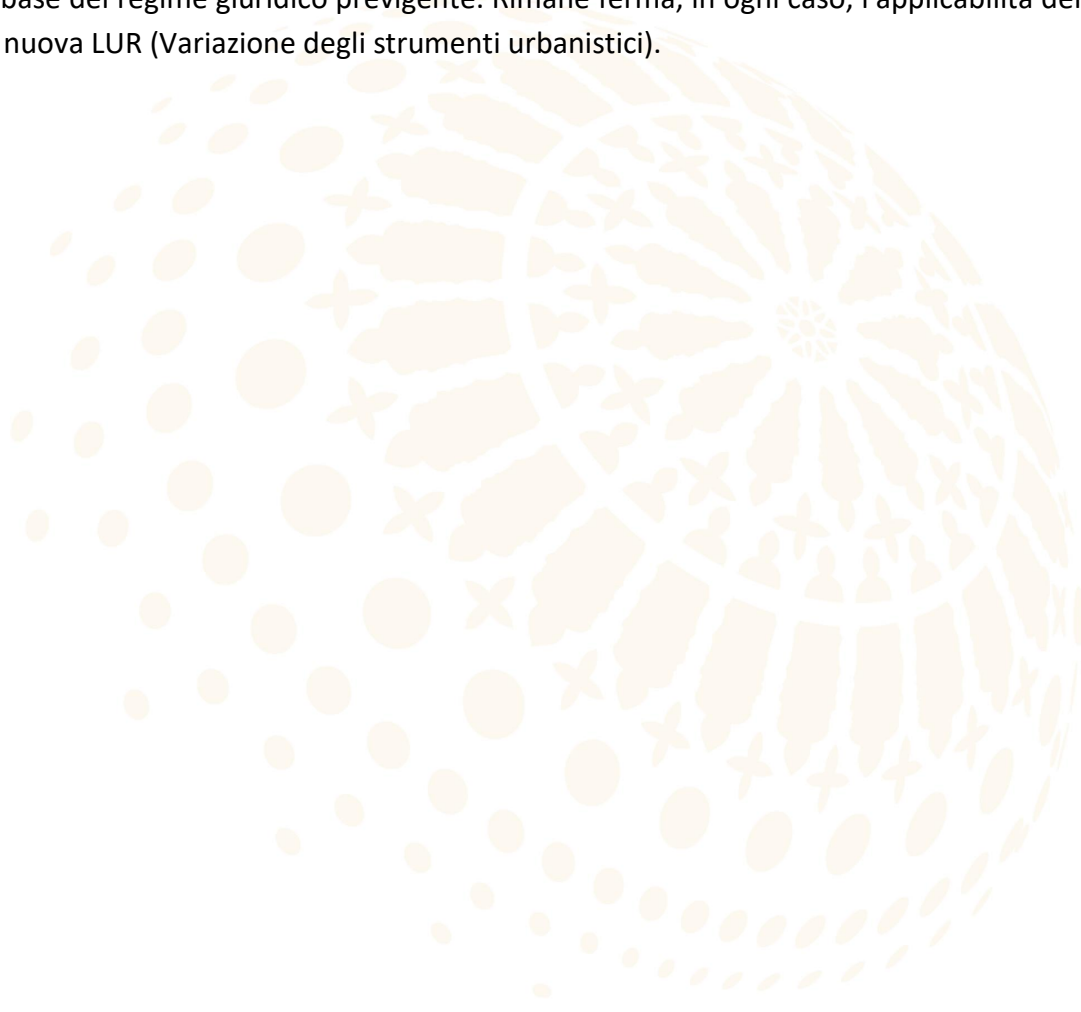 base del regime giuridico previgente. Rimane ferma, in ogni caso, l'applicabilità del
nuova LUR (Variazione degli strumenti urbanistici).